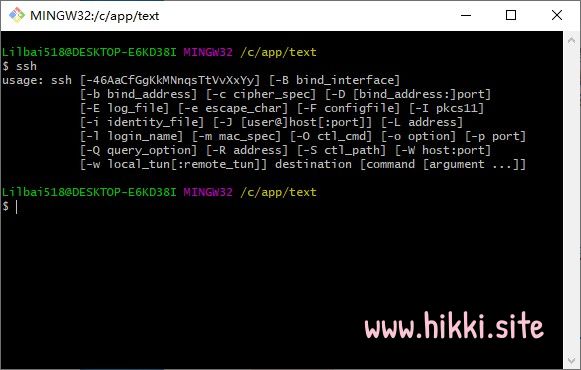 MINGW32:/c/app/text
Lilbai518@DESKTOP-E6KD38I MINGW32 /c/app/text
$ ssh
usage: ssh [-46AaCfGgKkMNnqsTtVvXxYy] [-B bind_interface]
           [-b bind_address] [-c cipher_spec] [-D [bind_address:]port]
           [-E log_file] [-e escape_char] [-F configfile] [-I pkcs11]
           [-i identity_file] [-J [user@]host[:port]] [-L address]
           [-l login_name] [-m mac_spec] [-O ctl_cmd] [-o option] [-p port]
           [-Q query_option] [-R address] [-S ctl_path] [-W host:port]
           [-w local_tun[:remote_tun]] destination [command [argument ...]]
Lilbai518@DESKTOP-E6KD38I MINGW32 /c/app/text
$
www.hikki.site